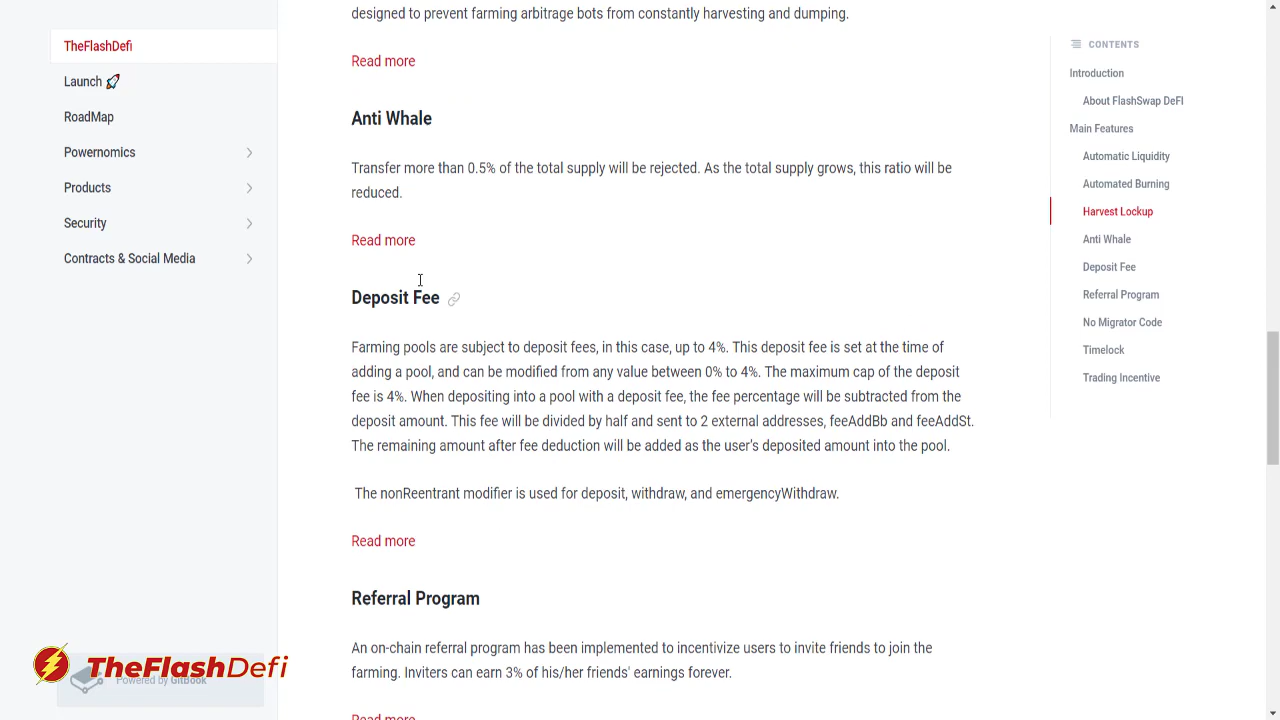 TheFlashDefi
Launch 🚀
RoadMap
Powernomics
Products
Security
Contracts & Social Media
TheFlashDefi
Powered by GitBook
designed to prevent farming arbitrage bots from constantly harvesting and dumping.
Read more
Anti Whale
Transfer more than 0.5% of the total supply will be rejected. As the total supply grows, this ratio will be
reduced.
Read more
Deposit Fee
Farming pools are subject to deposit fees, in this case, up to 4%. This deposit fee is set at the time of
adding a pool, and can be modified from any value between 0% to 4%. The maximum cap of the deposit
fee is 4%. When depositing into a pool with a deposit fee, the fee percentage will be subtracted from the
deposit amount. This fee will be divided by half and sent to 2 external addresses, feeAddBb and feeAddSt.
The remaining amount after fee deduction will be added as the user's deposited amount into the pool.
The nonReentrant modifier is used for deposit, withdraw, and emergencyWithdraw.
Read more
Referral Program
An on-chain referral program has been implemented to incentivize users to invite friends to join the
farming. Inviters can earn 3% of his/her friends' earnings forever.
Read more
CONTENTS
Introduction
About FlashSwap DeFI
Main Features
Automatic Liquidity
Automated Burning
Harvest Lockup
Anti Whale
Deposit Fee
Referral Program
No Migrator Code
Timelock
Trading Incentive